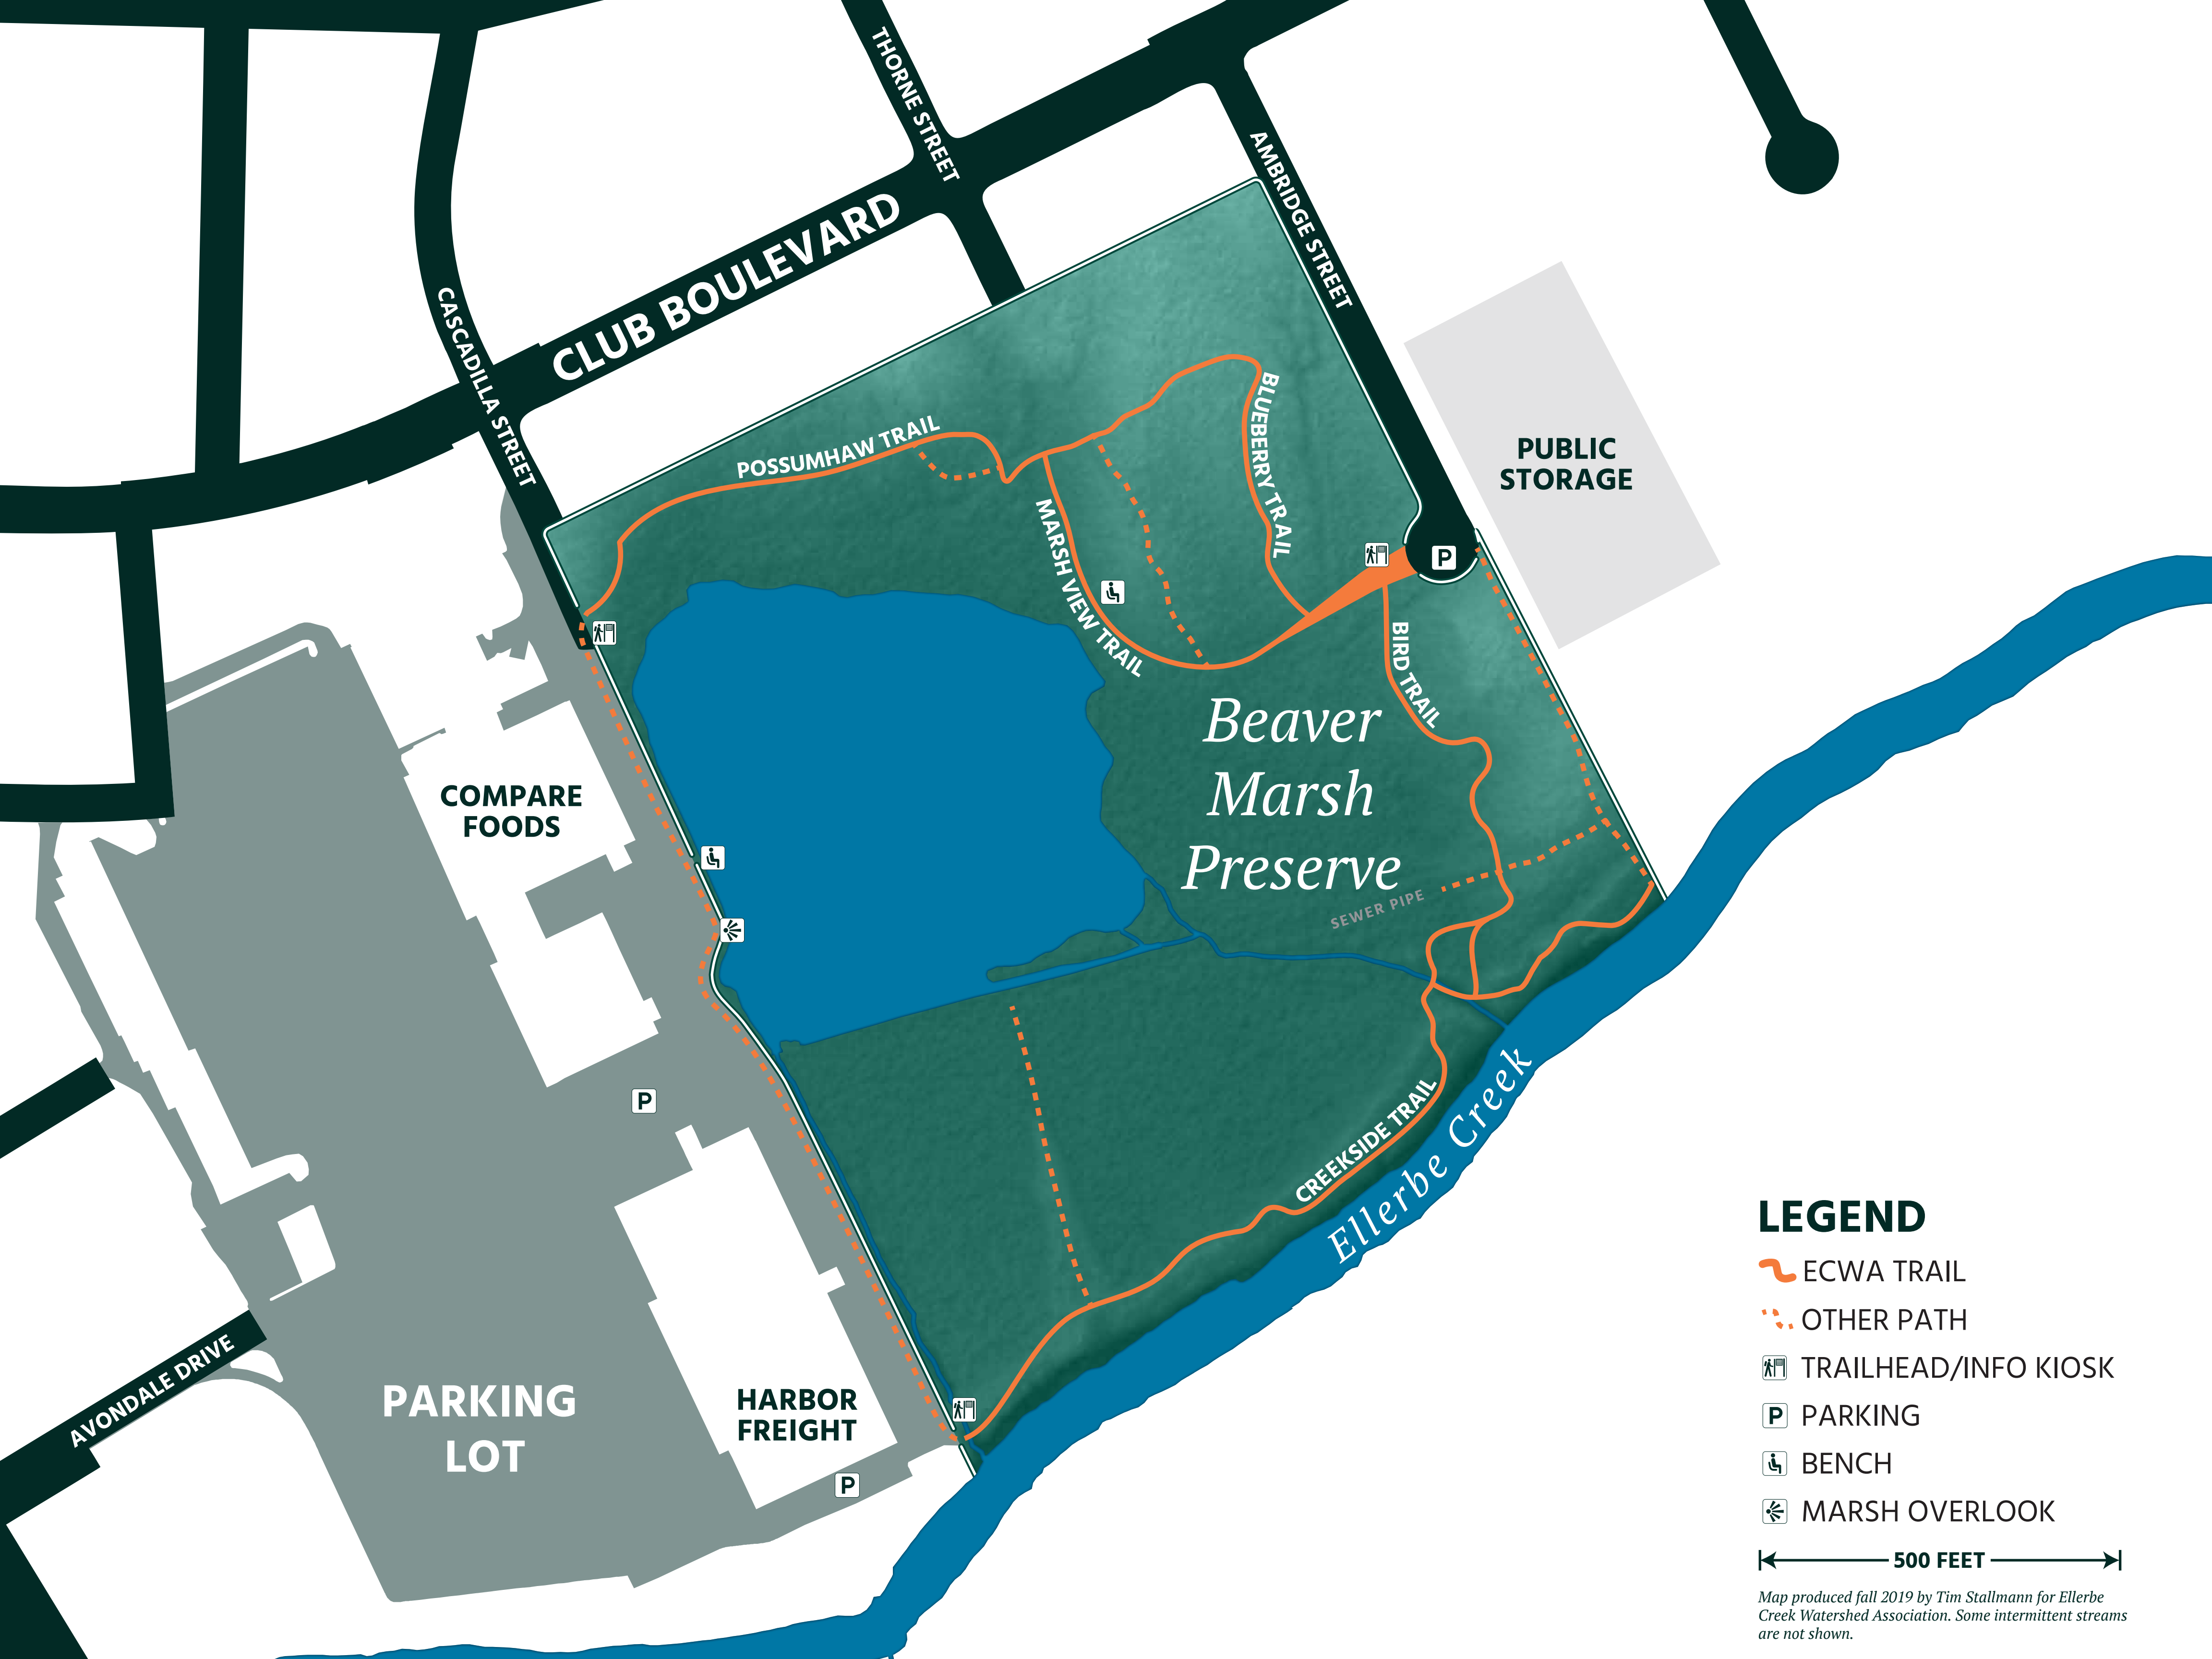 THORNE STREET
AMBRIDGE STREET
CLUB BOULEVARD
CASCADILLA STREET
BLUEBERRY TRAIL
POSSUMHAW TRAIL
PUBLIC
STORAGE
MARSH VIEW TRAIL
P
BIRD TRAIL
Beaver
Marsh
Preserve
COMPARE
FOODS
SEWER PIPE
P
CREEKSIDE TRAIL
Ellerbe Creek
AVONDALE DRIVE
PARKING
LOT
HARBOR
FREIGHT
P
LEGEND
ECWA TRAIL
OTHER PATH
TRAILHEAD/INFO KIOSK
P PARKING
BENCH
MARSH OVERLOOK
500 FEET
Map produced fall 2019 by Tim Stallmann for Ellerbe
Creek Watershed Association. Some intermittent streams
are not shown.